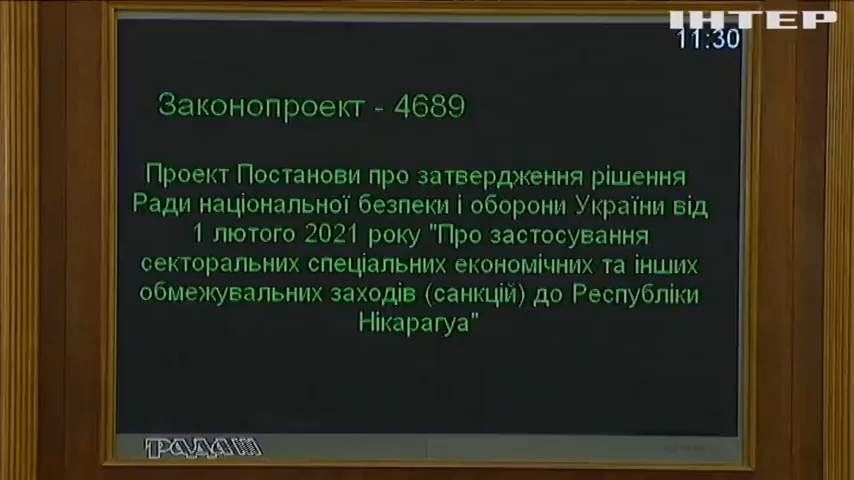 ІНТЕР
11:30
Законопроект - 4689
Проект Постанови про затвердження рішення
Ради національної безпеки і оборони України від
1 лютого 2021 року "Про застосування
секторальних спеціальних економічних та інших
обмежувальних заходів (санкцій) до Республіки
Нікарагуа"
РАДА